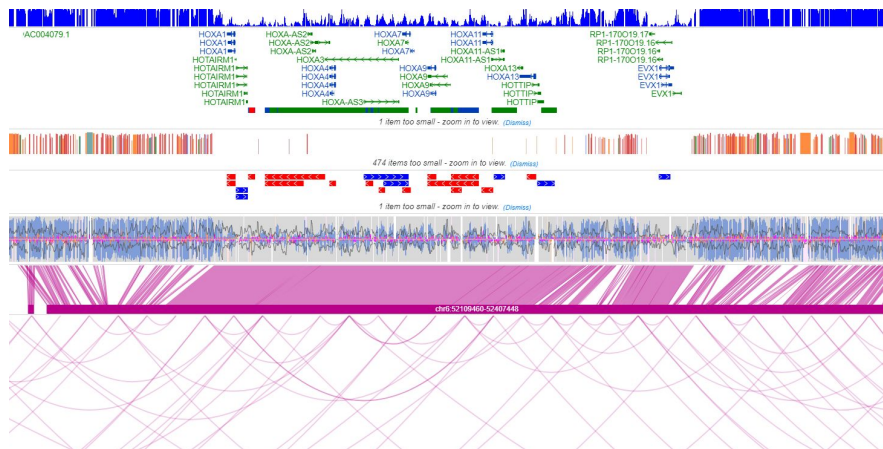 AC004079.1 HOXA1 HOXA-AS2 HOXA7 HOXA11 RP1-170O19.17
HOXA1 HOXA-AS2 HOXA7 HOXA11 RP1-170O19.16
HOXA1 HOXA-AS2 HOXA7 HOXA11-AS1 RP1-170O19.16
HOTAIRM1 HOXA3 HOXA11-AS1 RP1-170O19.16
HOTAIRM1 HOXA4 HOXA9 HOXA13 EVX1
HOTAIRM1 HOXA4 HOXA9 HOXA13 EVX1
HOTAIRM1 HOXA4 HOXA9 HOTTIP EVX1
HOTAIRM1 HOXA4 HOXA9 HOTTIP EVX1
HOTAIRM1 HOXA-AS3 HOTTIP
1 item too small - zoom in to view. (Dismiss)
474 items too small - zoom in to view. (Dismiss)
1 item too small - zoom in to view. (Dismiss)
chr6:52109460-52407448